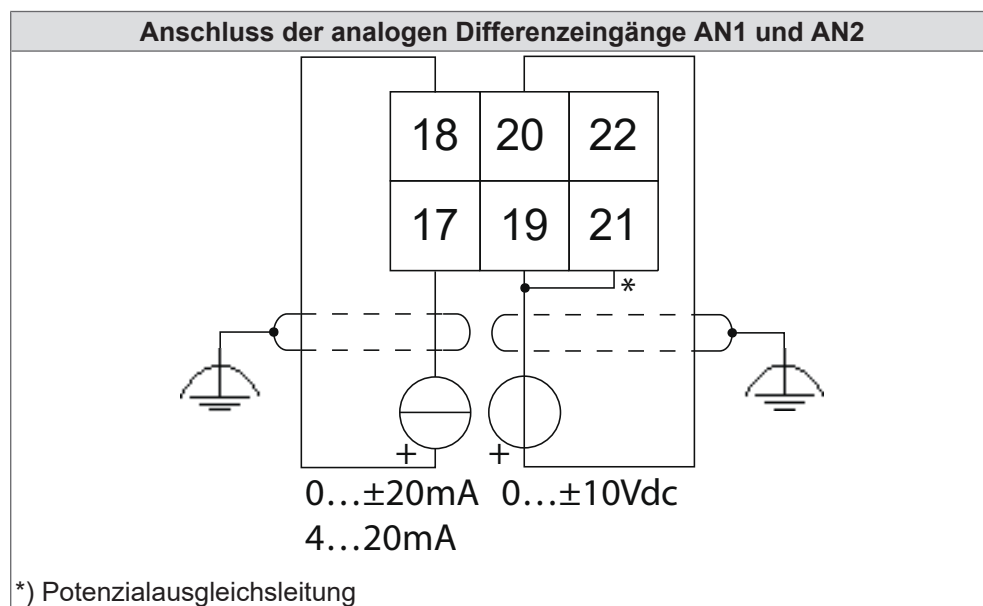 Anschluss der analogen Differenzeingänge AN1 und AN2
18 20 22
17 19 21
*
+ +
0…±20mA 0…±10Vdc
4…20mA
*) Potenzialausgleichsleitung